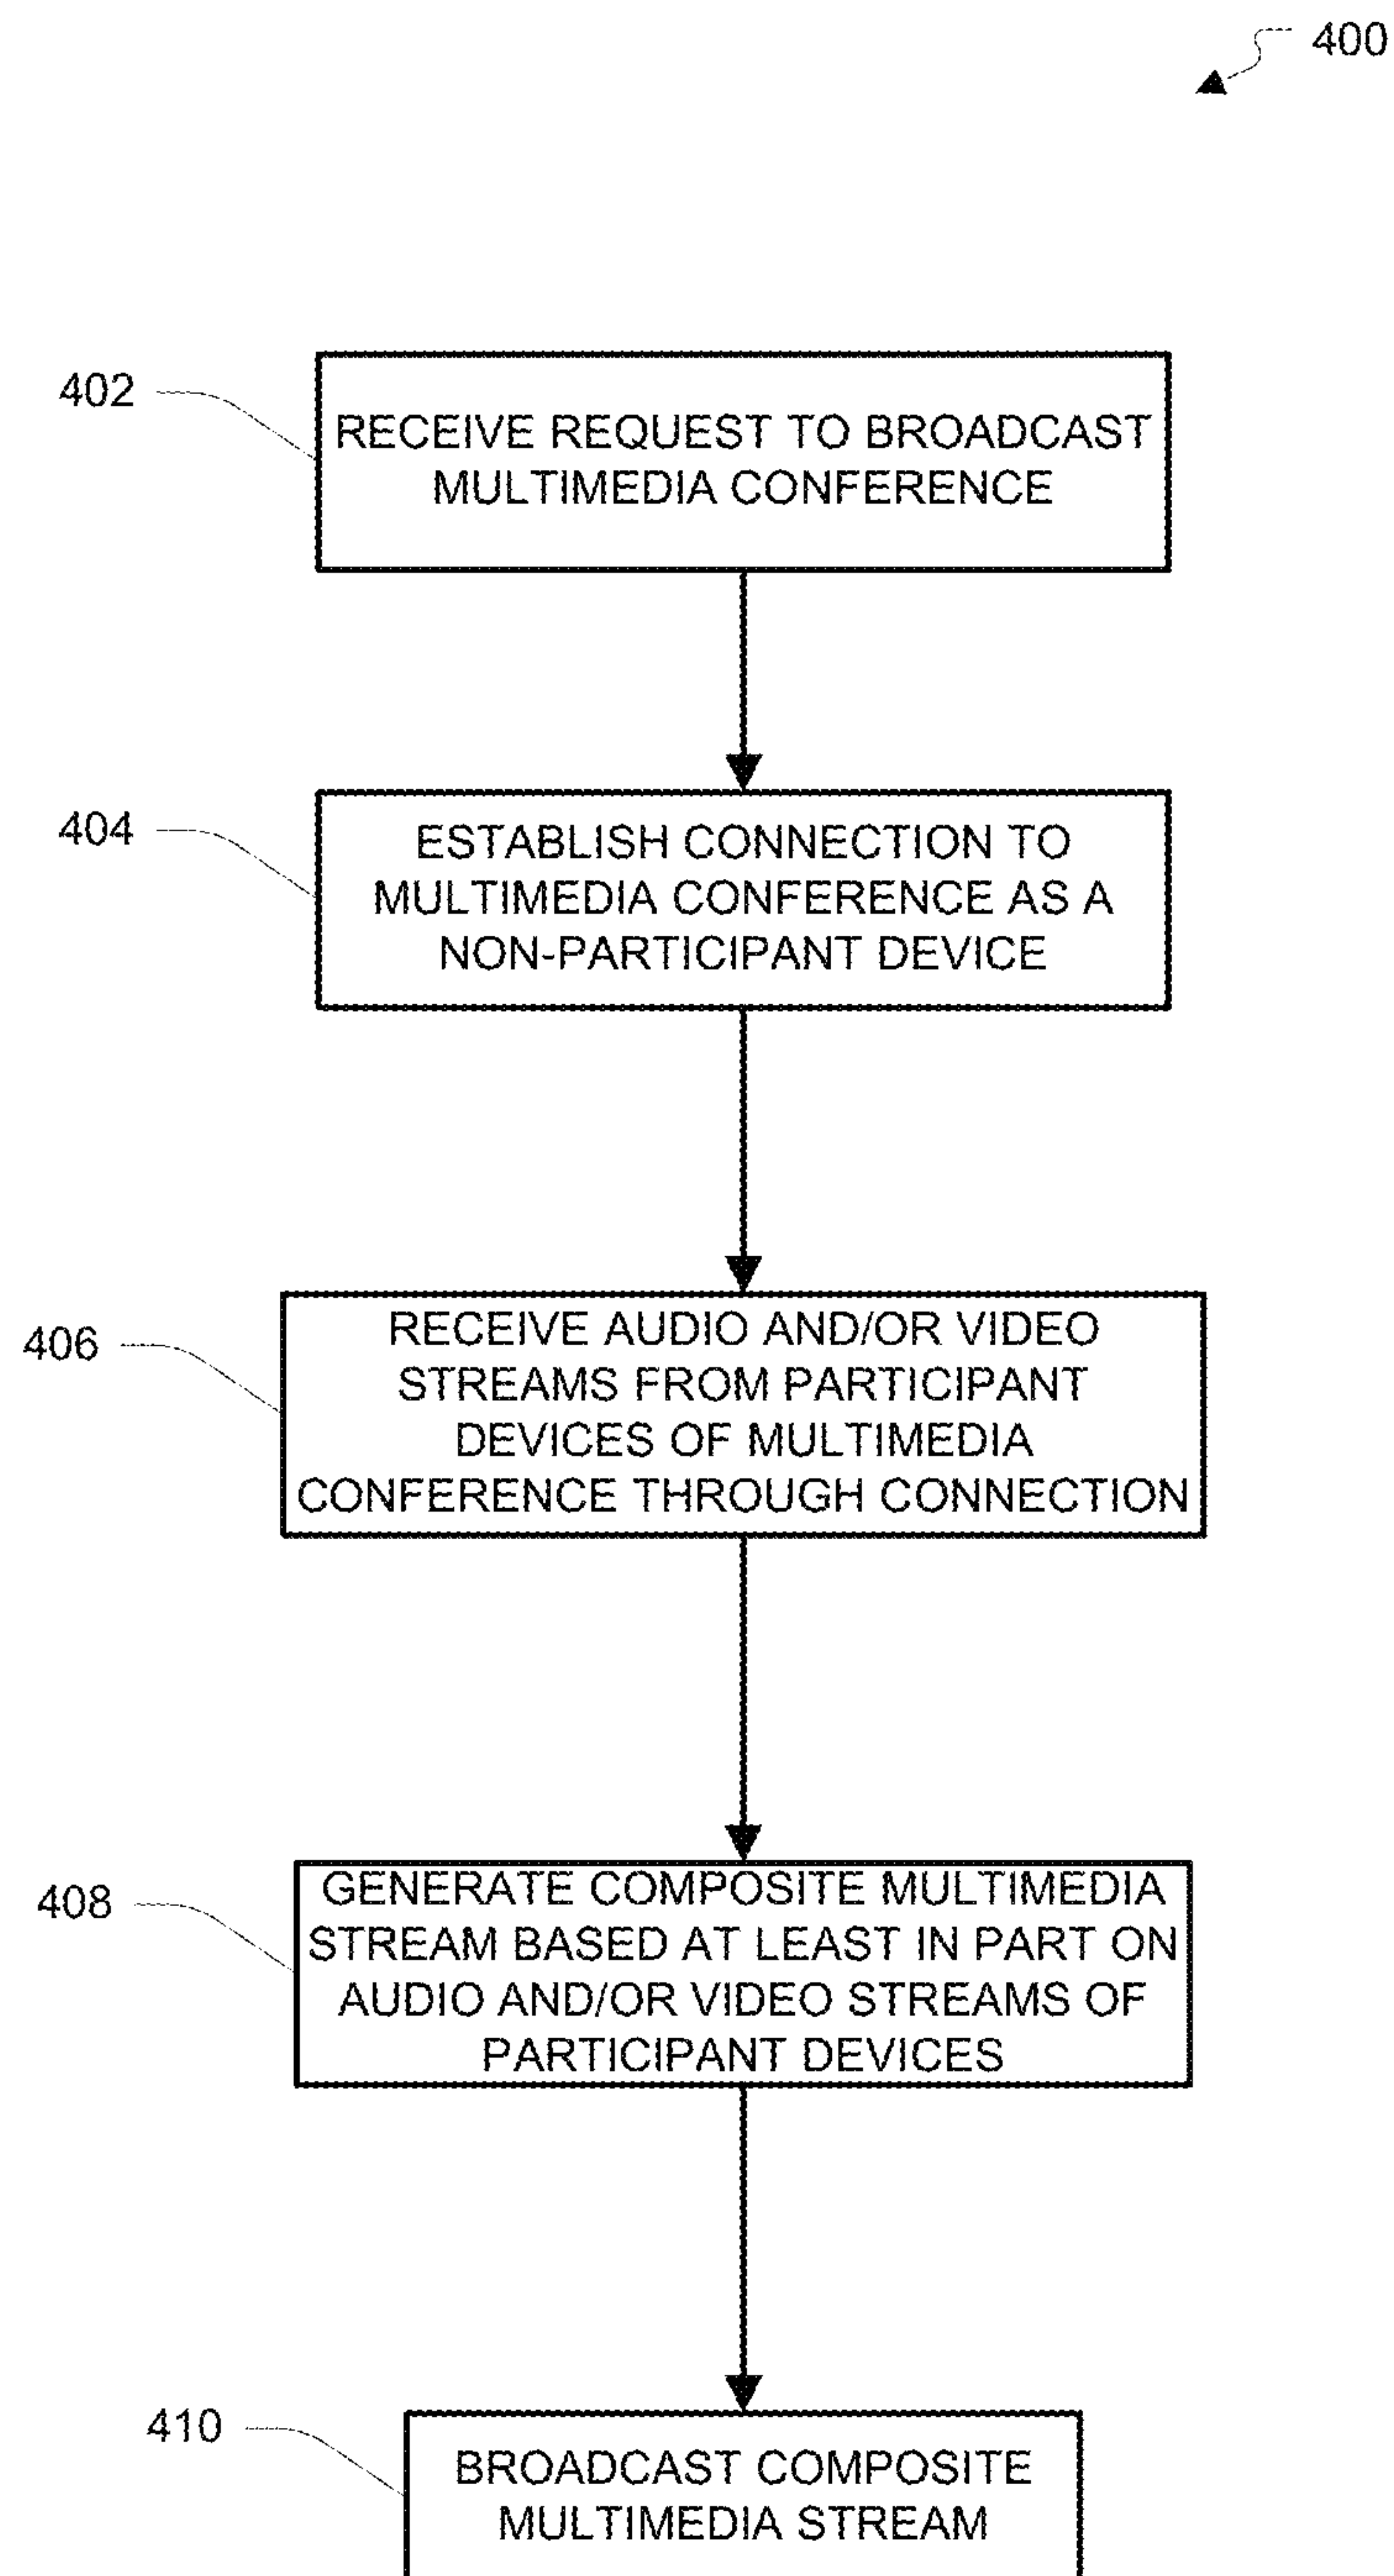 400
402
RECEIVE REQUEST TO BROADCAST
MULTIMEDIA CONFERENCE
404
ESTABLISH CONNECTION TO
MULTIMEDIA CONFERENCE AS A
NON-PARTICIPANT DEVICE
406
RECEIVE AUDIO AND/OR VIDEO
STREAMS FROM PARTICIPANT
DEVICES OF MULTIMEDIA
CONFERENCE THROUGH CONNECTION
408
GENERATE COMPOSITE MULTIMEDIA
STREAM BASED AT LEAST IN PART ON
AUDIO AND/OR VIDEO STREAMS OF
PARTICIPANT DEVICES
410
BROADCAST COMPOSITE
MULTIMEDIA STREAM